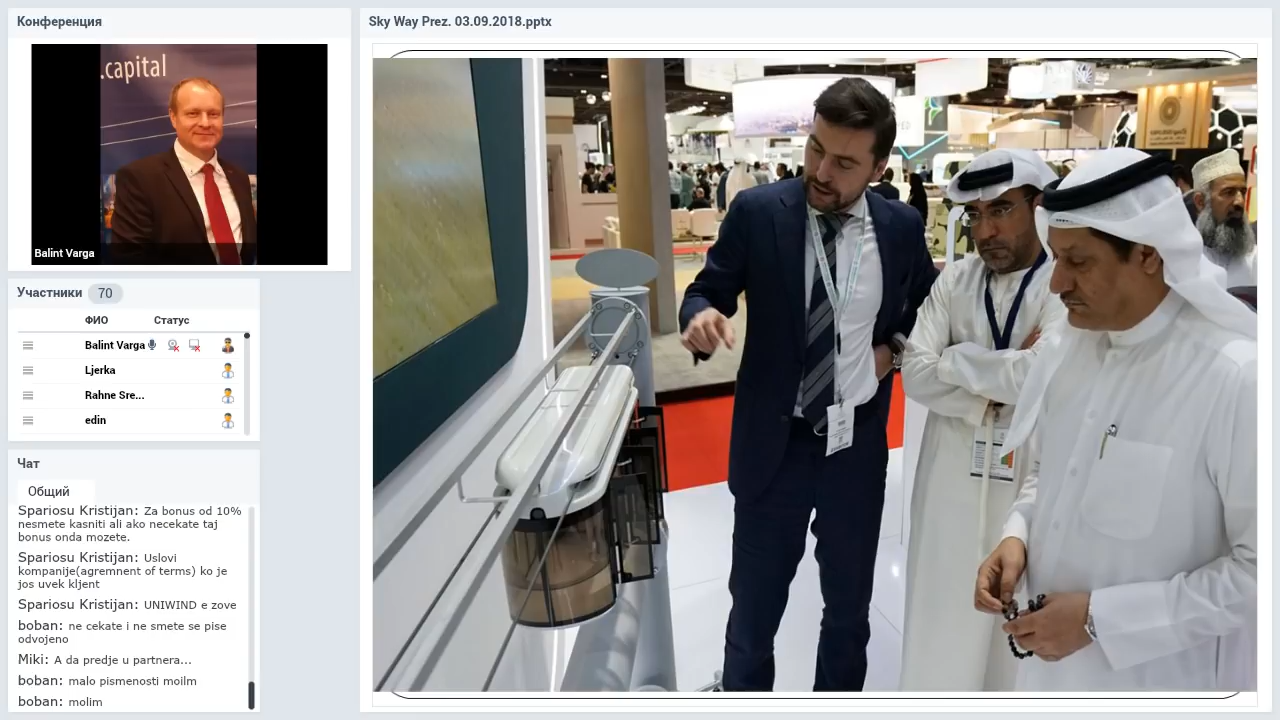 Конференция
.capital
Balint Varga
Участники 70
ФИО Статус
Balint Varga
Ljerka
Rahne Sre...
edin
Чат
Общий
Spariosu Kristijan: Za bonus od 10%
nesmete kasniti ali ako necekate taj
bonus onda mozete.
Spariosu Kristijan: Uslovi
kompanije(agremnent of terms) ko je
jos uvek kljent
Spariosu Kristijan: UNIWIND e zove
boban: ne cekate i ne smete se pise
odvojeno
Miki: A da predje u partnera...
boban: malo pismenosti moilm
boban: molim
Sky Way Prez. 03.09.2018.pptx